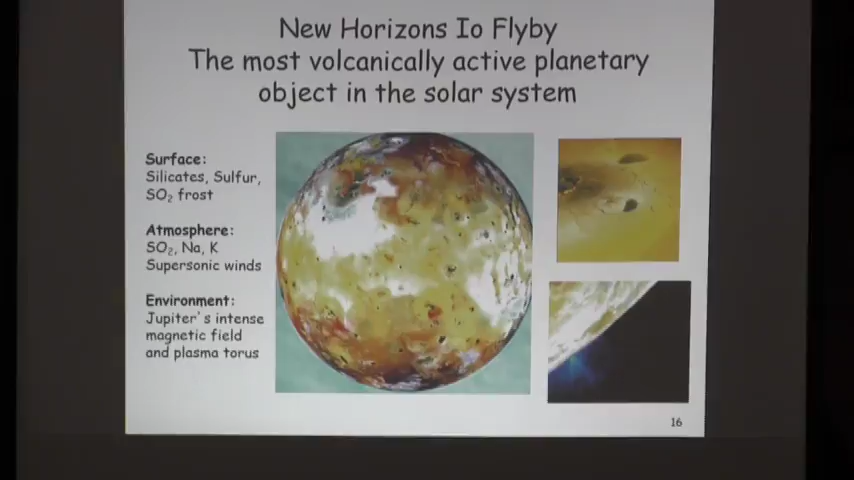 New Horizons Io Flyby
The most volcanically active planetary
object in the solar system
Surface:
Silicates, Sulfur,
SO₂ frost
Atmosphere:
SO₂, Na, K
Supersonic winds
Environment:
Jupiter's intense
magnetic field
and plasma torus
16